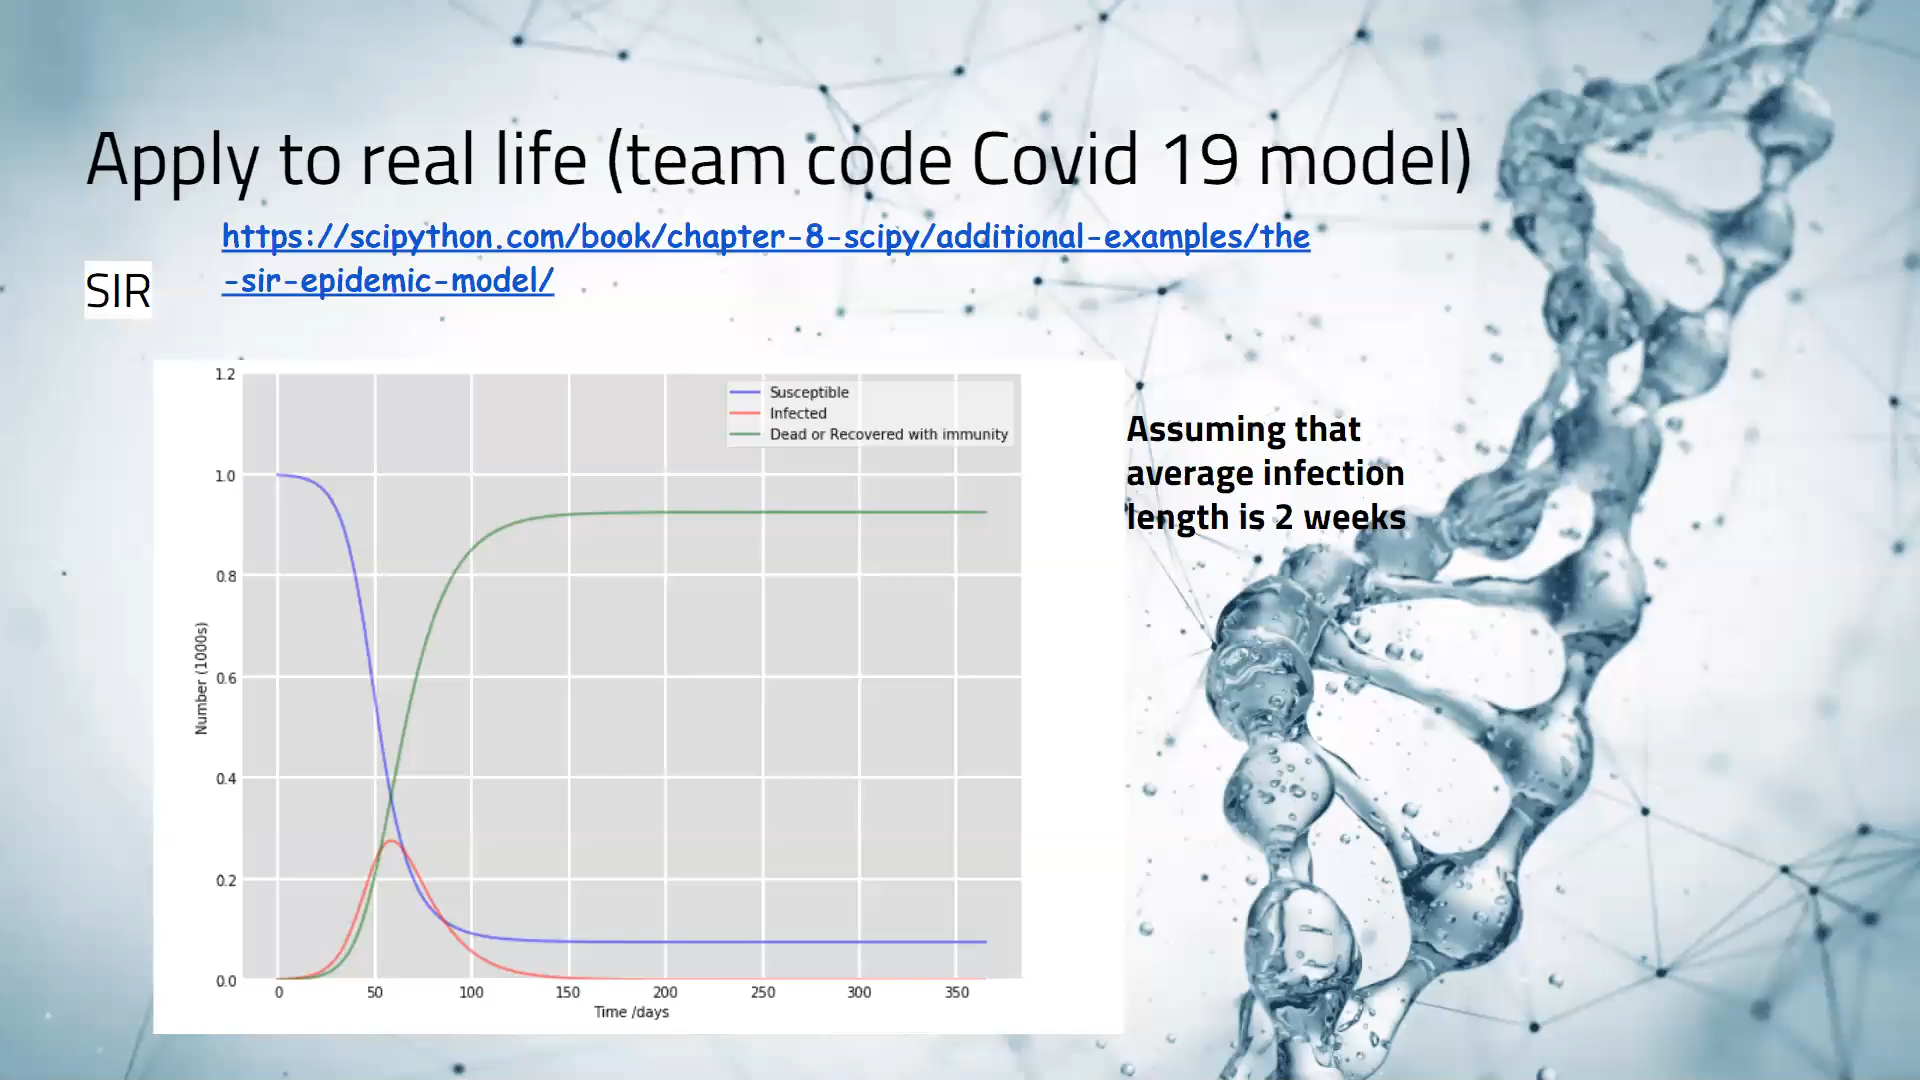 Apply to real life (team code Covid 19 model)
https://scipython.com/book/chapter-8-scipy/additional-examples/the
-sir-epidemic-model/
SIR
1.2
1.0
0.8
0.6
0.4
0.2
0.0
Number (1000s)
Susceptible
Infected
Dead or Recovered with immunity
0 50 100 150 200 250 300 350
Time /days
Assuming that
average infection
length is 2 weeks